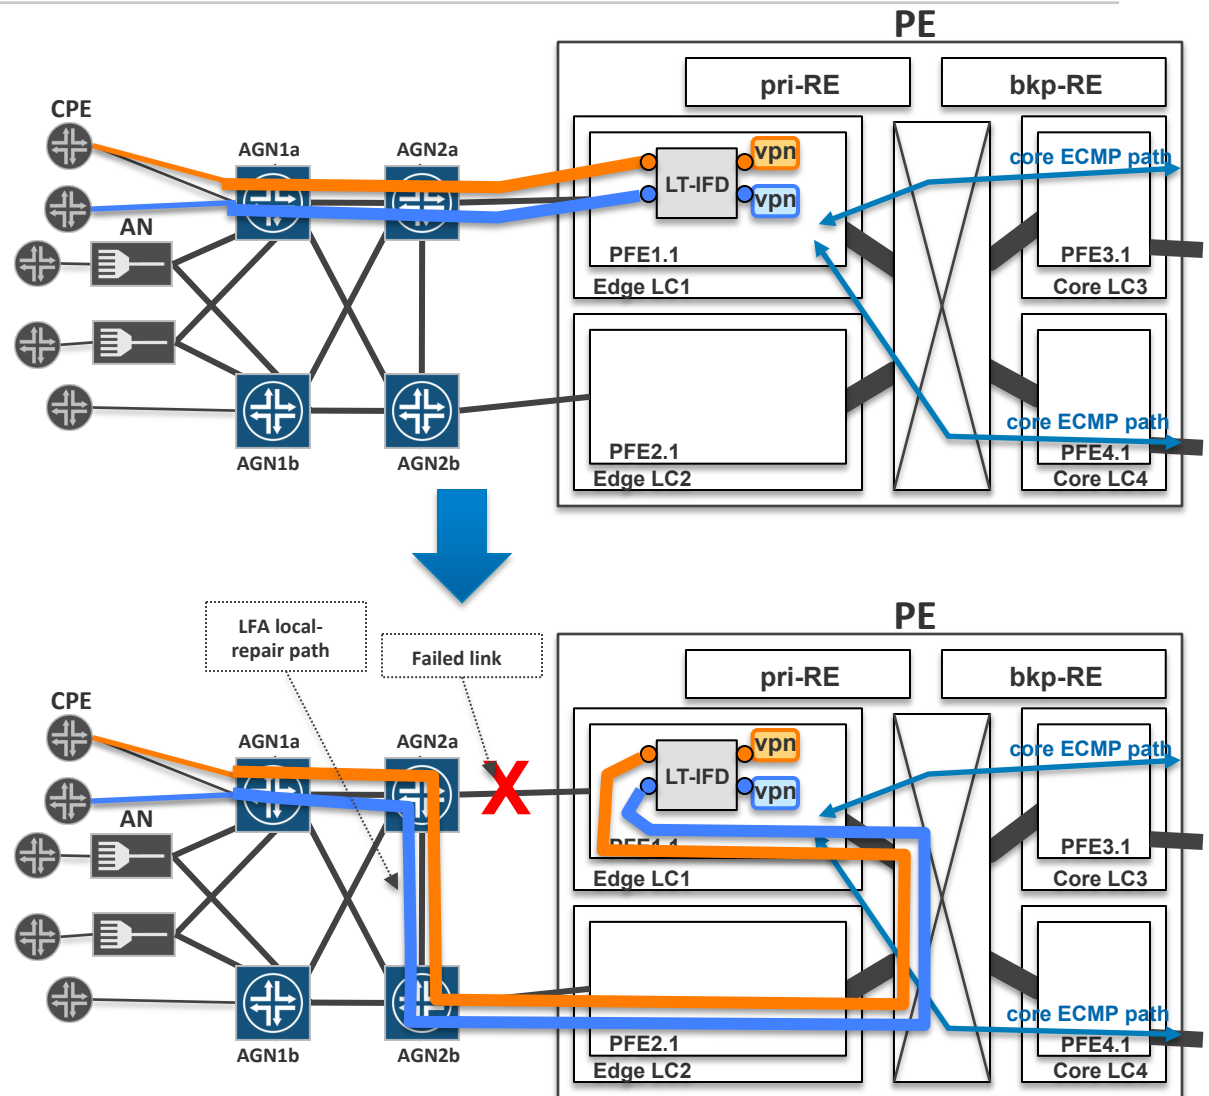 PE
pri-RE
bkp-RE
CPE
AGN1a
AGN2a
vpn
LT-IFD
vpn
core ECMP path
AN
PFE1.1
Edge LC1
PFE3.1
Core LC3
core ECMP path
PFE2.1
Edge LC2
PFE4.1
Core LC4
AGN1b
AGN2b
LFA local-
repair path
Failed link
PE
pri-RE
bkp-RE
CPE
AGN1a
AGN2a
vpn
LT-IFD
vpn
core ECMP path
AN
PFE1.1
Edge LC1
PFE3.1
Core LC3
core ECMP path
PFE2.1
Edge LC2
PFE4.1
Core LC4
AGN1b
AGN2b